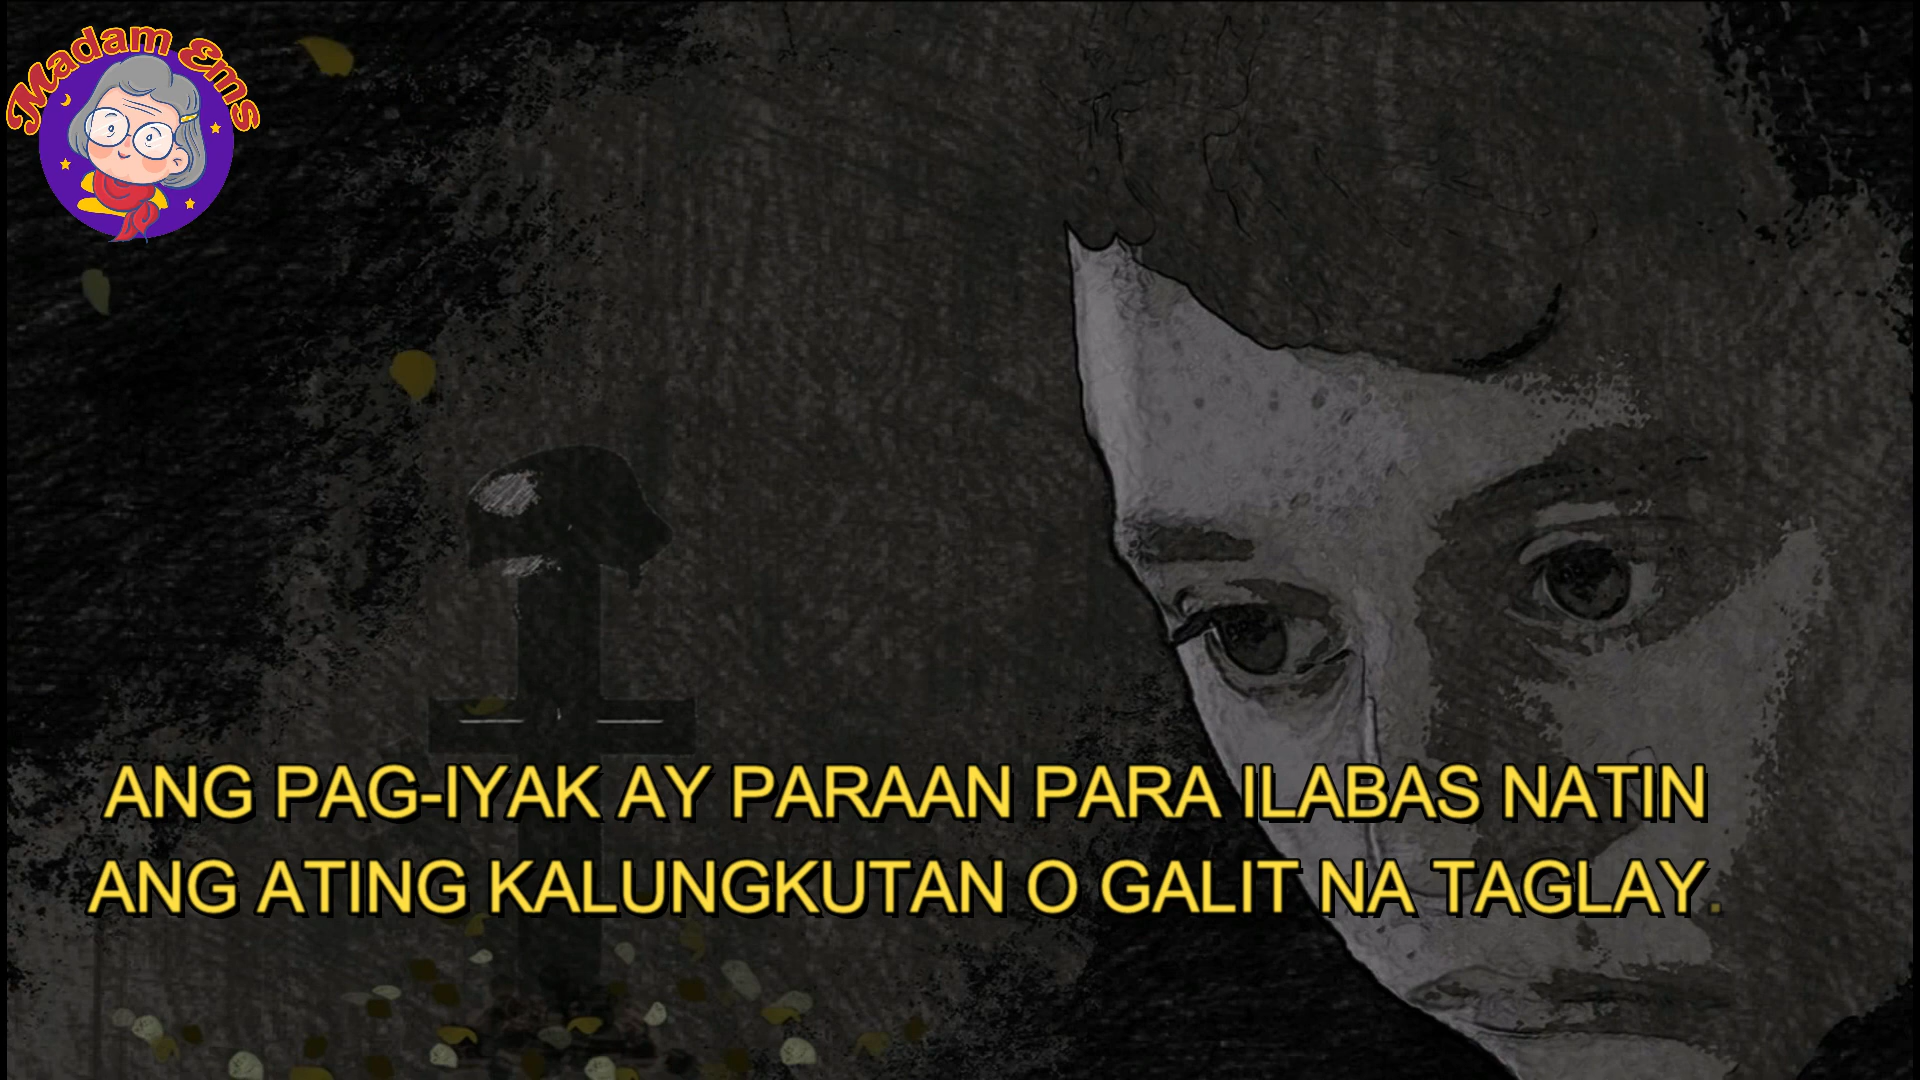 Madam Ems
ANG PAG-IYAK AY PARAAN PARA ILABAS NATIN
ANG ATING KALUNGKUTAN O GALIT NA TAGLAY.